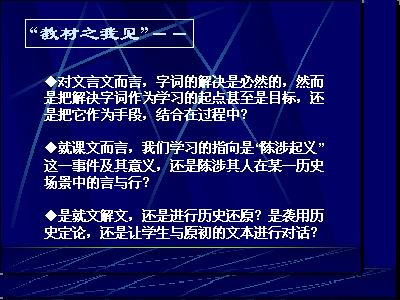 “教材之我见”－－
◆对文言文而言，字词的解决是必然的，然而
是把解决字词作为学习的起点甚至是目标，还
是把它作为手段，结合在过程中？
◆就课文而言，我们学习的指向是“陈涉起义”
这一事件及其意义，还是陈涉其人在某一历史
场景中的言与行？
◆是就文解文，还是进行历史还原？是袭用历
史定论，还是让学生与原初的文本进行对话？